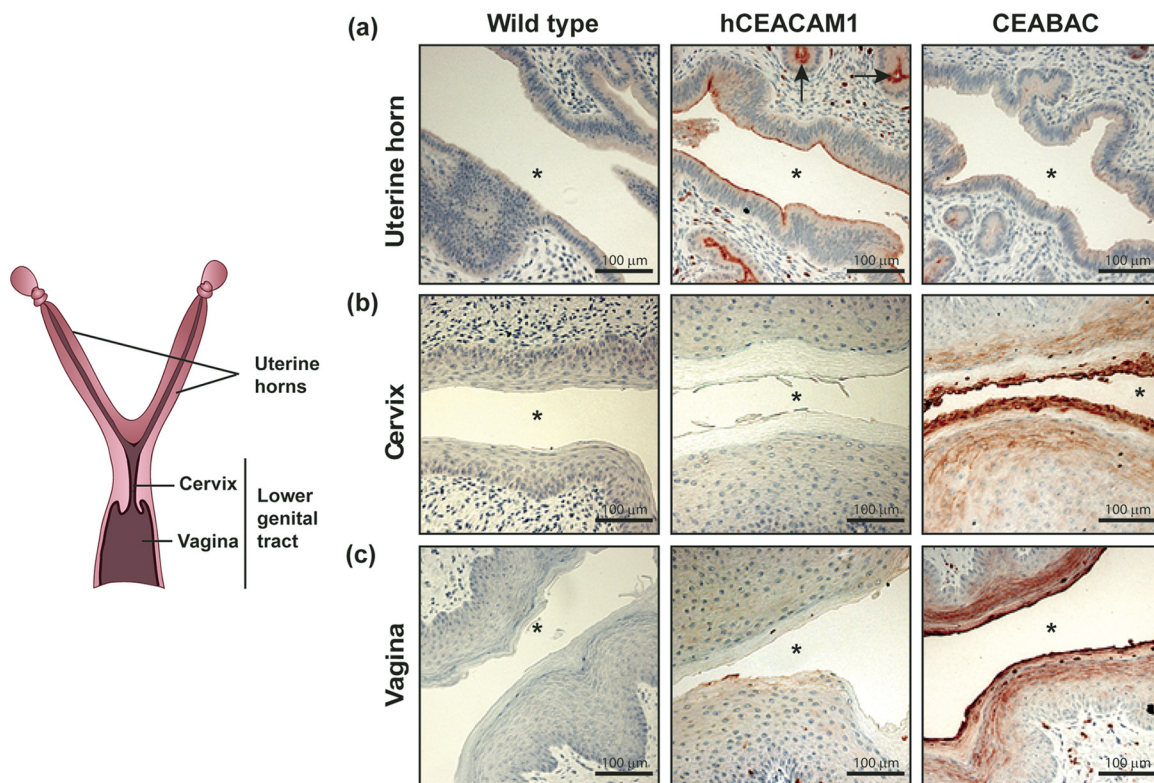 Wild type
hCEACAM1
CEABAC
(a)
Uterine horn
*
100 µm
*
100 µm
*
100 µm
(b)
Cervix
*
100 µm
*
100 µm
*
100 µm
(c)
Vagina
*
100 µm
*
100 µm
*
100 µm
Uterine
horns
Cervix
Vagina
Lower
genital
tract